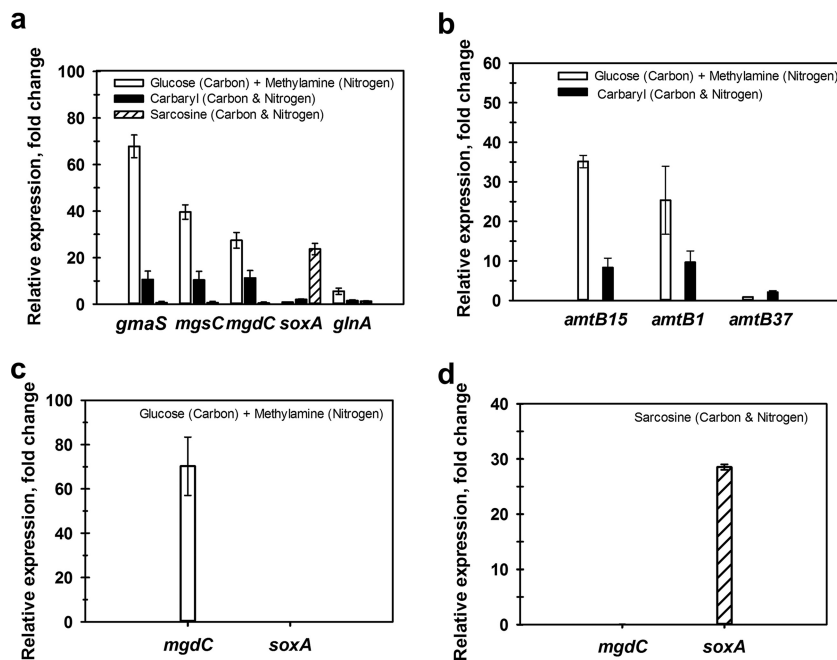 a
Relative expression, fold change
100
80
60
40
20
0
Glucose (Carbon) + Methylamine (Nitrogen)
Carbaryl (Carbon & Nitrogen)
Sarcosine (Carbon & Nitrogen)
gmaS mgsC mgdC soxA glnA
b
Relative expression, fold change
60
50
40
30
20
10
0
Glucose (Carbon) + Methylamine (Nitrogen)
Carbaryl (Carbon & Nitrogen)
amtB15 amtB1 amtB37
c
Relative expression, fold change
100
80
60
40
20
0
Glucose (Carbon) + Methylamine (Nitrogen)
mgdC soxA
d
Relative expression, fold change
40
30
20
10
0
Sarcosine (Carbon & Nitrogen)
mgdC soxA